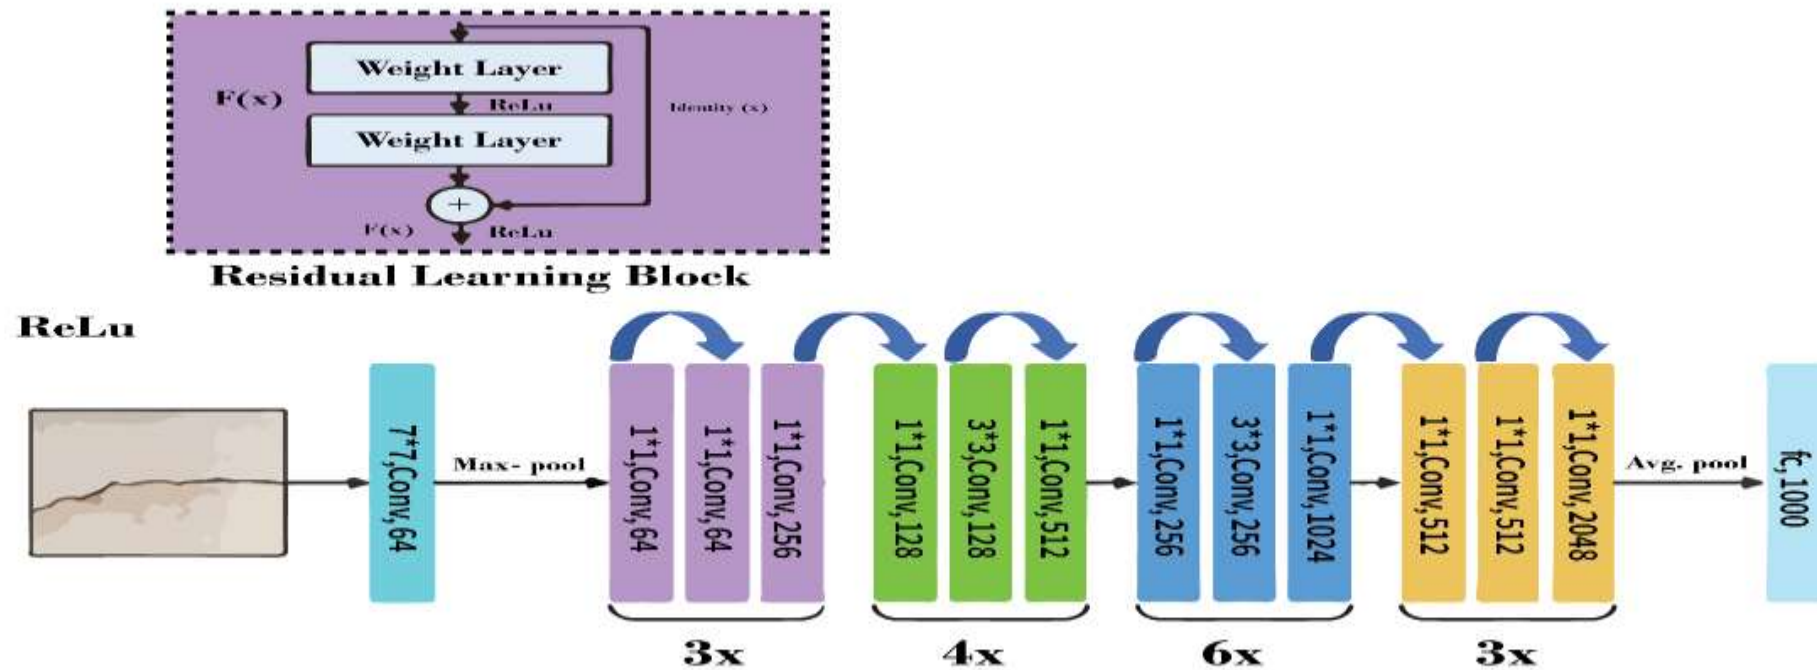 Weight Layer
F(x)
ReLu
Identity (x)
Weight Layer
+
F(x)
ReLu
Residual Learning Block
ReLu
7*7,Conv,64
Max- pool
1*1,Conv,64
1*1,Conv,64
1*1,Conv,256
1*1,Conv,128
3*3,Conv,128
1*1,Conv,512
1*1,Conv,256
3*3,Conv,256
1*1,Conv,1024
1*1,Conv,512
1*1,Conv,512
1*1,Conv,2048
Avg. pool
fc,1000
3x
4x
6x
3x